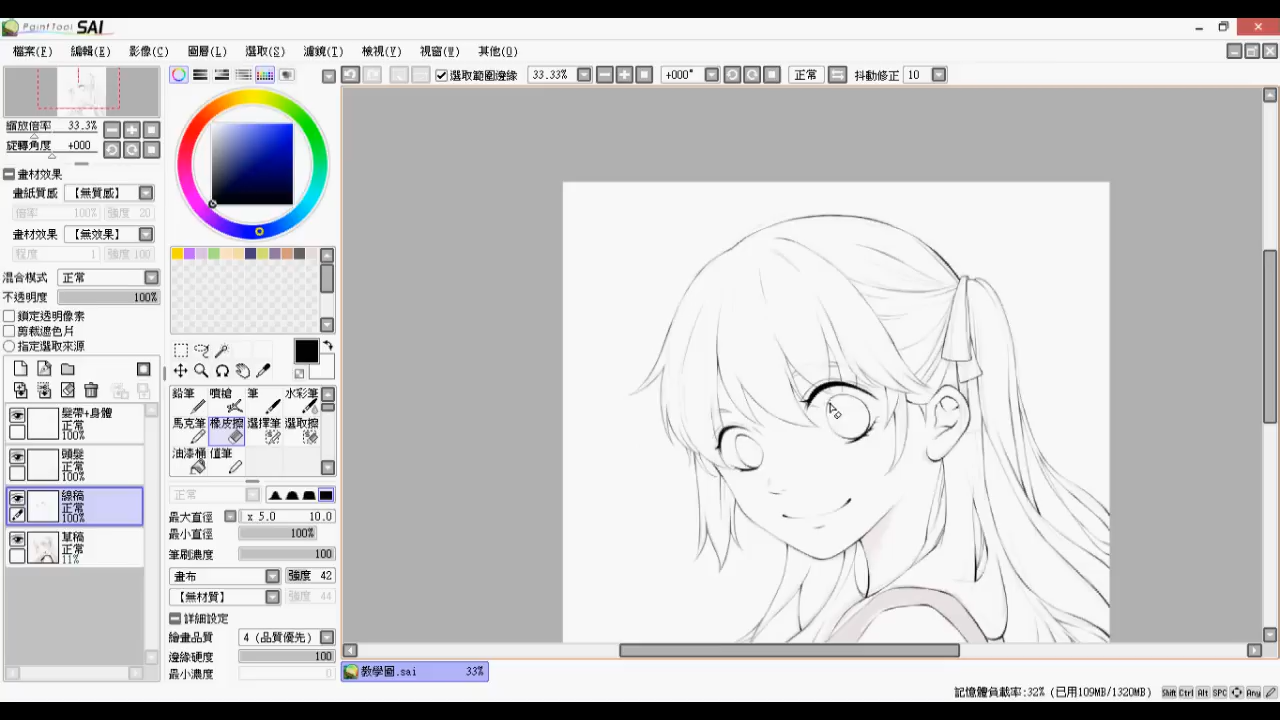 PaintTool SAI
檔案(F) 編輯(E) 影像(C) 圖層(L) 選取(S) 濾鏡(T) 檢視(V) 視窗(W) 其他(O)
選取範圍邊緣 33.33% +000° 正常 抖動修正 10
縮放倍率 33.3%
旋轉角度 +000
畫材效果
畫紙質感 【無質感】
倍率 100% 強度 20
畫材效果 【無效果】
程度 1 強度 100
混合模式 正常
不透明度 100%
鎖定透明像素
剪裁遮色片
指定選取來源
髮帶+身體
正常
100%
頭髮
正常
100%
線稿
正常
100%
草稿
正常
11%
鉛筆 噴槍 筆 水彩筆
馬克筆 橡皮擦 選擇筆 選取擦
油漆桶 值筆
正常
最大直徑 x 5.0 10.0
最小直徑 100%
筆刷濃度 100
畫布 強度 42
【無材質】 強度 44
詳細設定
繪畫品質 4 (品質優先)
邊緣硬度 100
最小濃度 0
教學圖.sai 33%
記憶體負載率:32% (已用109MB/1320MB) Shift Ctrl Alt SPC Any